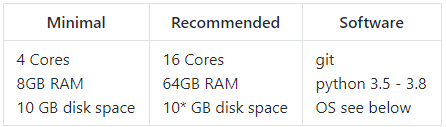 Minimal Recommended Software
4 Cores 16 Cores git
8GB RAM 64GB RAM python 3.5 - 3.8
10 GB disk space 10* GB disk space OS see below